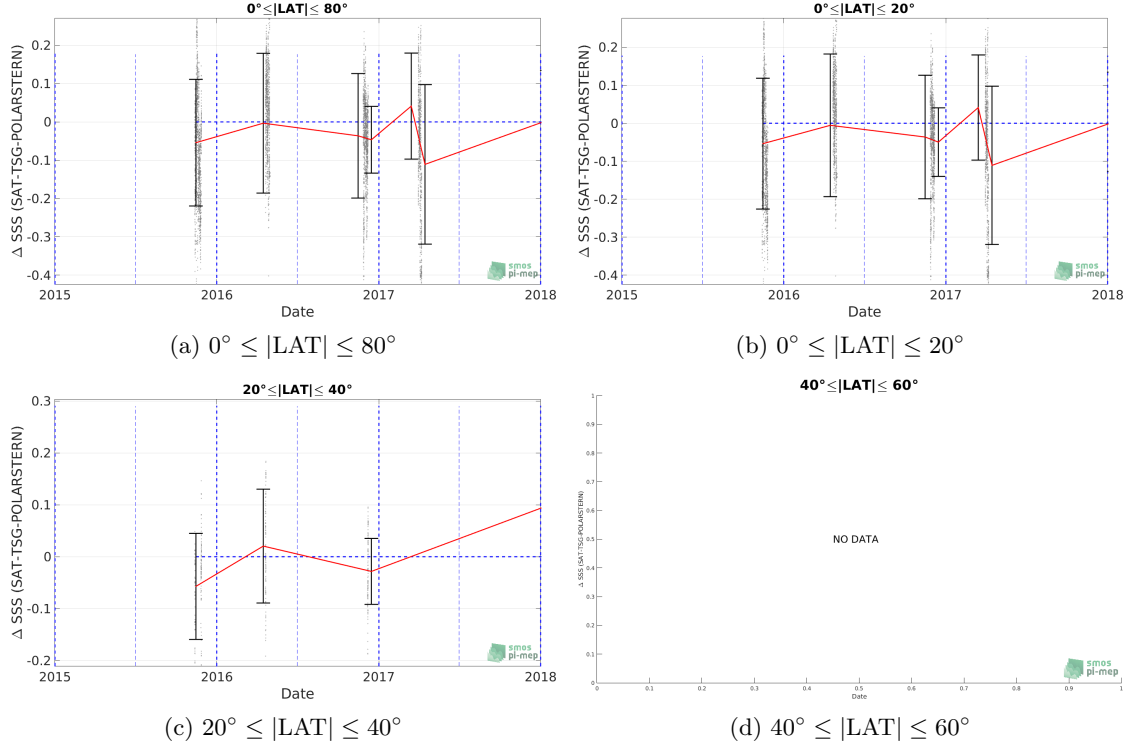 0°≤|LAT|≤ 80°
Δ SSS (SAT-TSG-POLARSTERN)
0.2
0.1
0
-0.1
-0.2
-0.3
-0.4
2015 2016 2017 2018
Date
smos
pi-mep
(a) 0° ≤ |LAT| ≤ 80°
0°≤|LAT|≤ 20°
Δ SSS (SAT-TSG-POLARSTERN)
0.2
0.1
0
-0.1
-0.2
-0.3
-0.4
2015 2016 2017 2018
Date
smos
pi-mep
(b) 0° ≤ |LAT| ≤ 20°
20°≤|LAT|≤ 40°
Δ SSS (SAT-TSG-POLARSTERN)
0.3
0.2
0.1
0
-0.1
-0.2
2015 2016 2017 2018
Date
smos
pi-mep
(c) 20° ≤ |LAT| ≤ 40°
40°≤|LAT|≤ 60°
Δ SSS (SAT-TSG-POLARSTERN)
1
0.9
0.8
0.7
0.6
0.5
0.4
0.3
0.2
0.1
0
NO DATA
0 0.1 0.2 0.3 0.4 0.5 0.6 0.7 0.8 0.9 1
Date
smos
pi-mep
(d) 40° ≤ |LAT| ≤ 60°